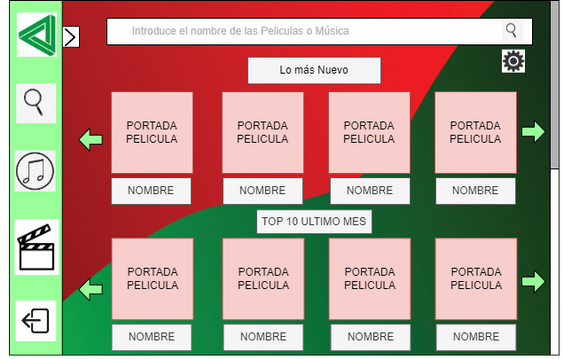 Introduce el nombre de las Peliculas o Música
Lo más Nuevo
PORTADA
PELICULA
PORTADA
PELICULA
PORTADA
PELICULA
PORTADA
PELICULA
NOMBRE
NOMBRE
NOMBRE
NOMBRE
TOP 10 ULTIMO MES
PORTADA
PELICULA
PORTADA
PELICULA
PORTADA
PELICULA
PORTADA
PELICULA
NOMBRE
NOMBRE
NOMBRE
NOMBRE